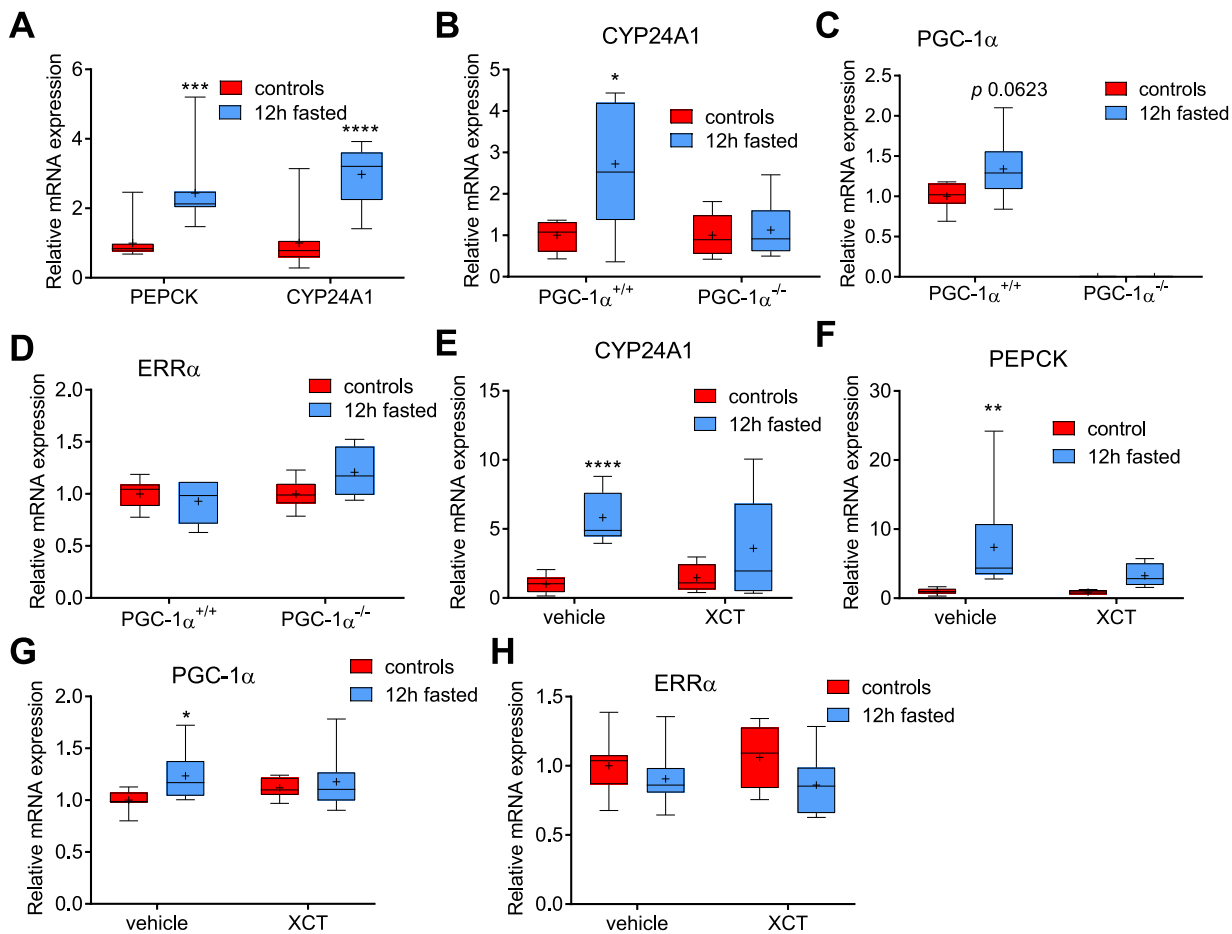 A
Relative mRNA expression
6
4
2
0
***
****
controls
12h fasted
PEPCK
CYP24A1
B
CYP24A1
Relative mRNA expression
5
4
3
2
1
0
*
controls
12h fasted
PGC-1α+/+
PGC-1α-/-
C
PGC-1α
Relative mRNA expression
2.5
2.0
1.5
1.0
0.5
0.0
p 0.0623
controls
12h fasted
PGC-1α+/+
PGC-1α-/-
D
ERRα
Relative mRNA expression
2.0
1.5
1.0
0.5
0.0
controls
12h fasted
PGC-1α+/+
PGC-1α-/-
E
CYP24A1
Relative mRNA expression
15
10
5
0
****
controls
12h fasted
vehicle
XCT
F
PEPCK
Relative mRNA expression
30
20
10
0
**
control
12h fasted
vehicle
XCT
G
PGC-1α
Relative mRNA expression
2.0
1.5
1.0
0.5
0.0
*
controls
12h fasted
vehicle
XCT
H
ERRα
Relative mRNA expression
1.5
1.0
0.5
0.0
controls
12h fasted
vehicle
XCT